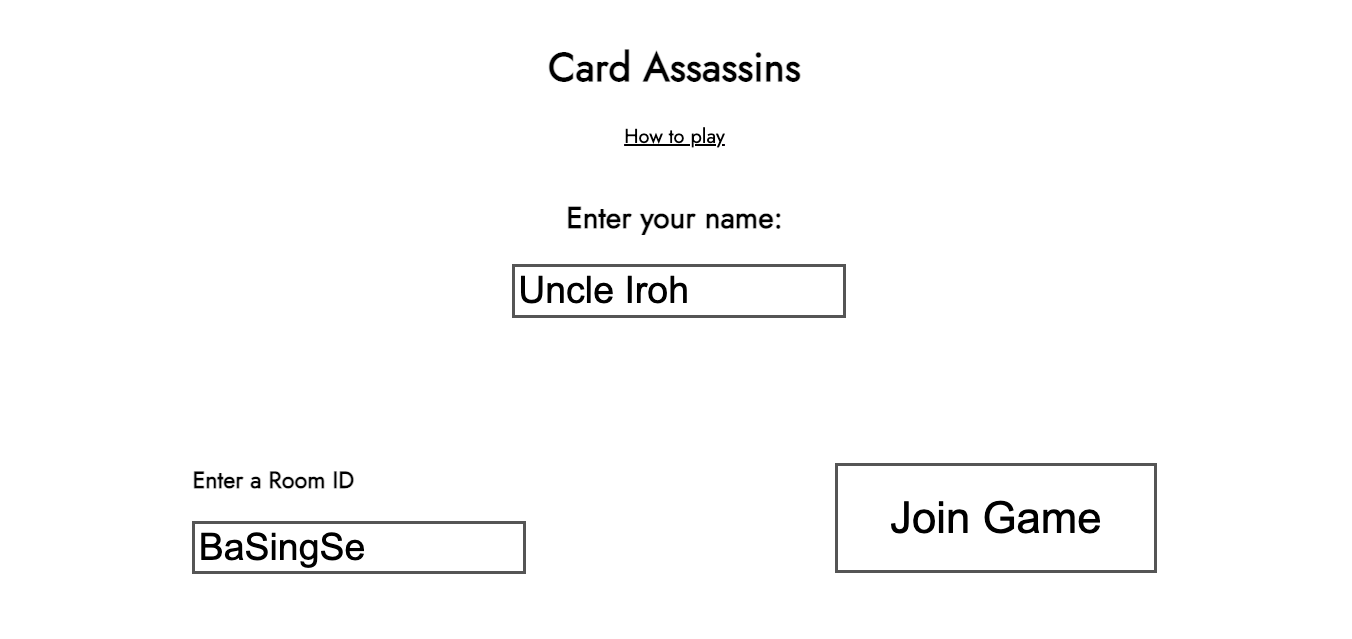 Card Assassins
How to play
Enter your name:
Uncle Iroh
Enter a Room ID
BaSingSe
Join Game